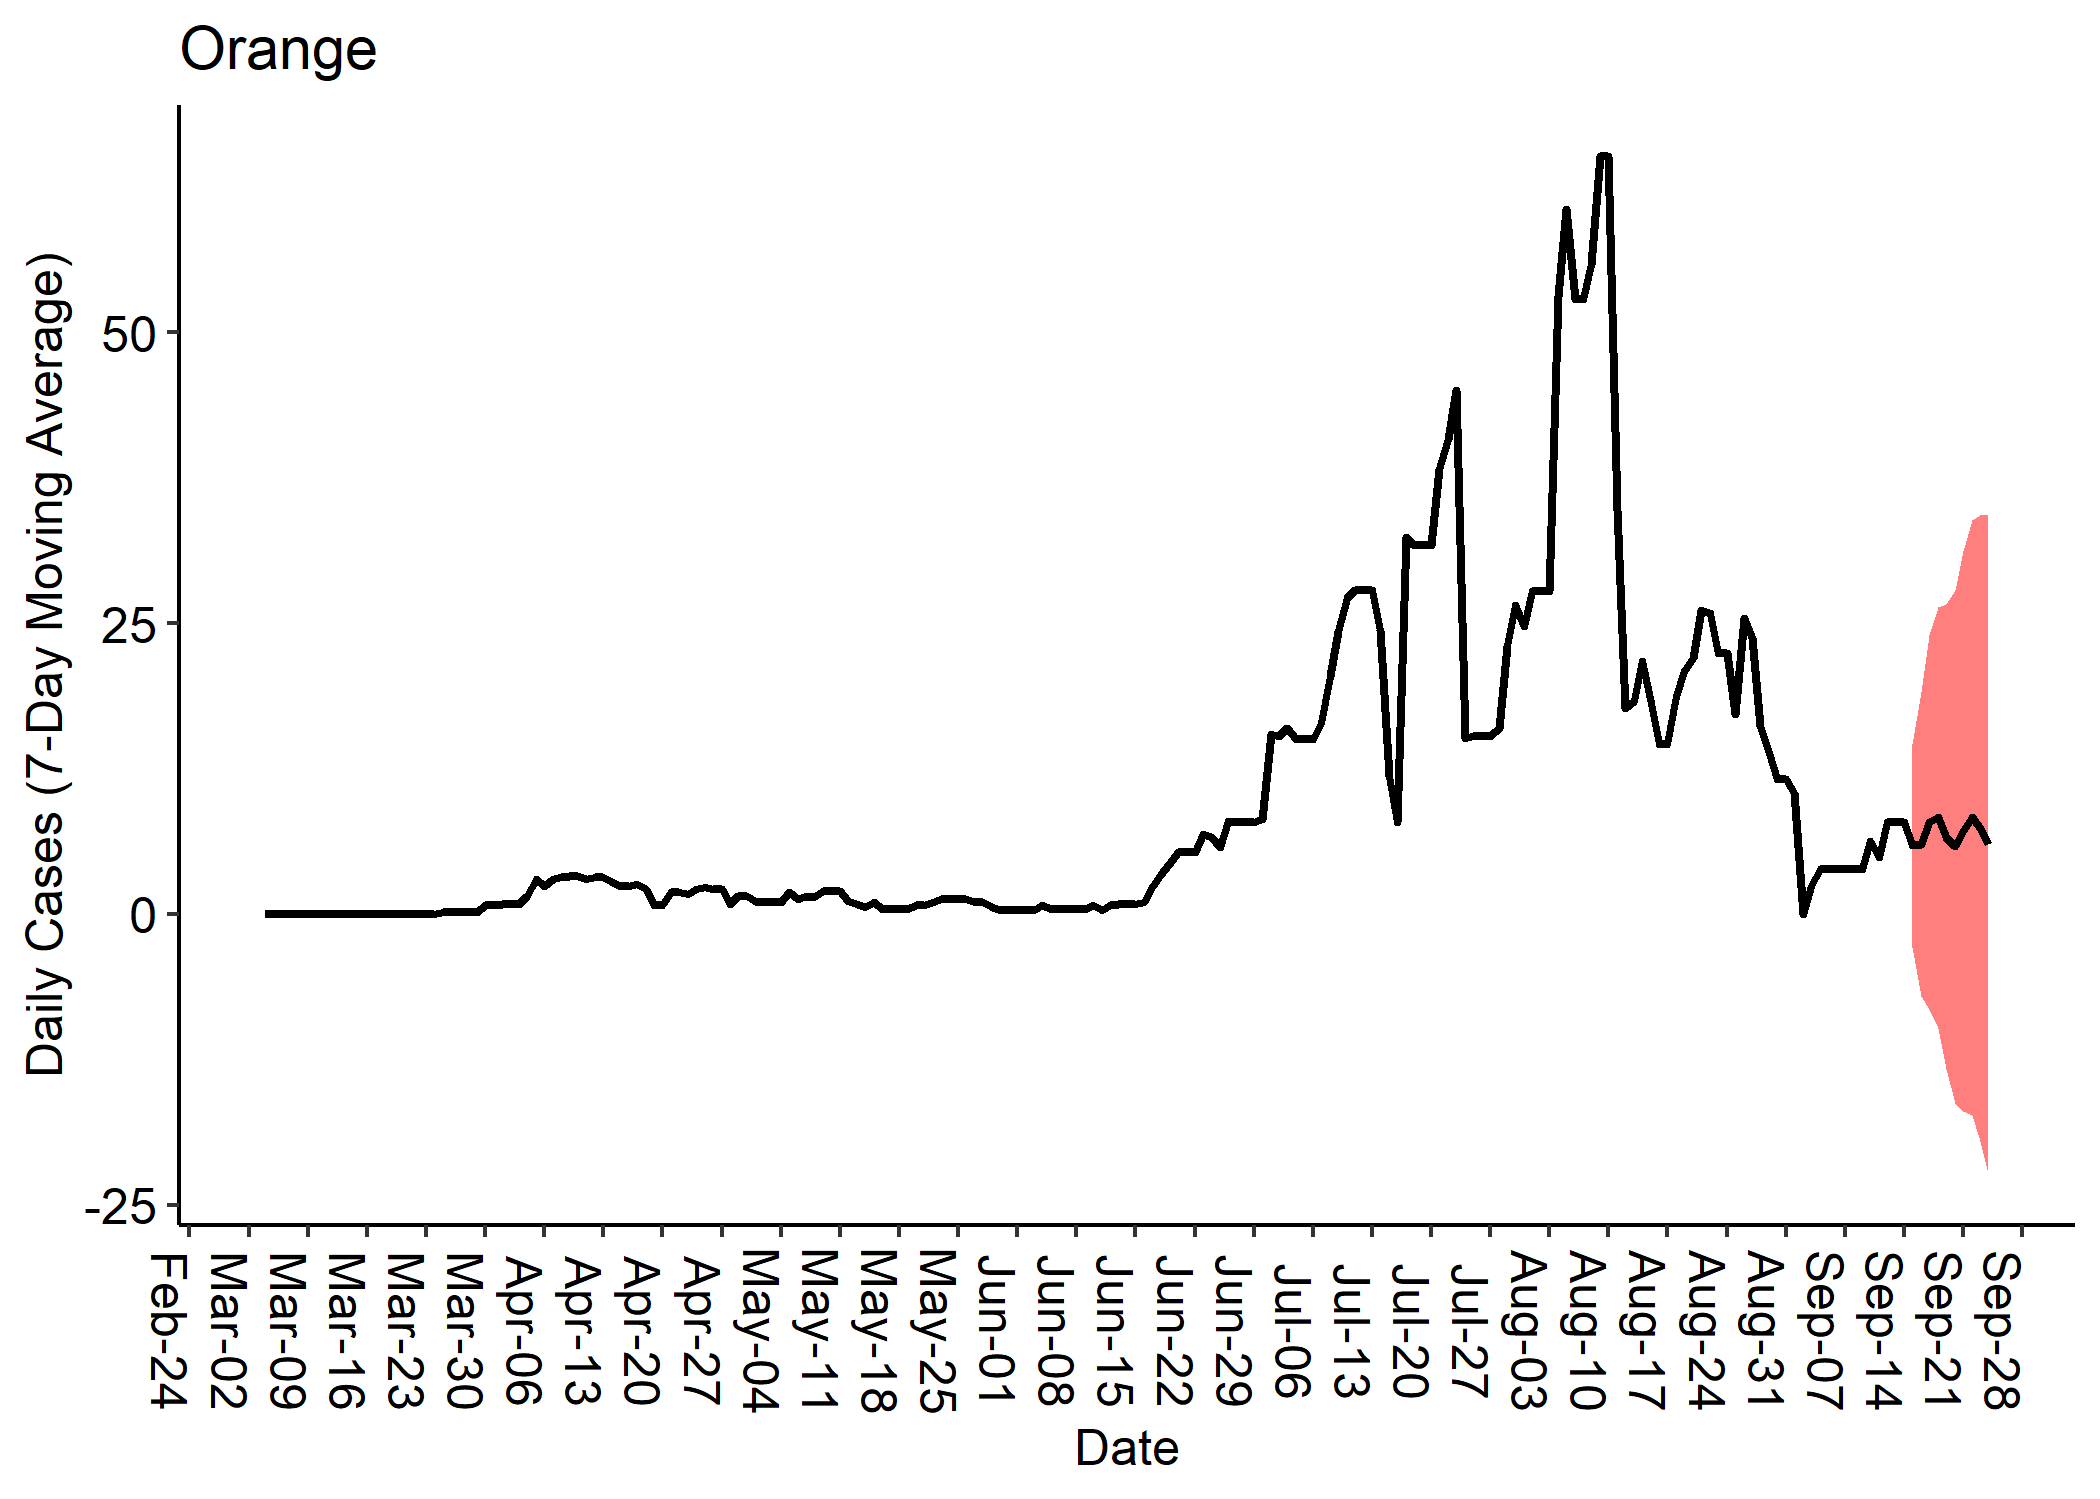 Orange
Daily Cases (7-Day Moving Average)
50
25
0
-25
Feb-24
Mar-02
Mar-09
Mar-16
Mar-23
Mar-30
Apr-06
Apr-13
Apr-20
Apr-27
May-04
May-11
May-18
May-25
Jun-01
Jun-08
Jun-15
Jun-22
Jun-29
Jul-06
Jul-13
Jul-20
Jul-27
Aug-03
Aug-10
Aug-17
Aug-24
Aug-31
Sep-07
Sep-14
Sep-21
Sep-28
Date